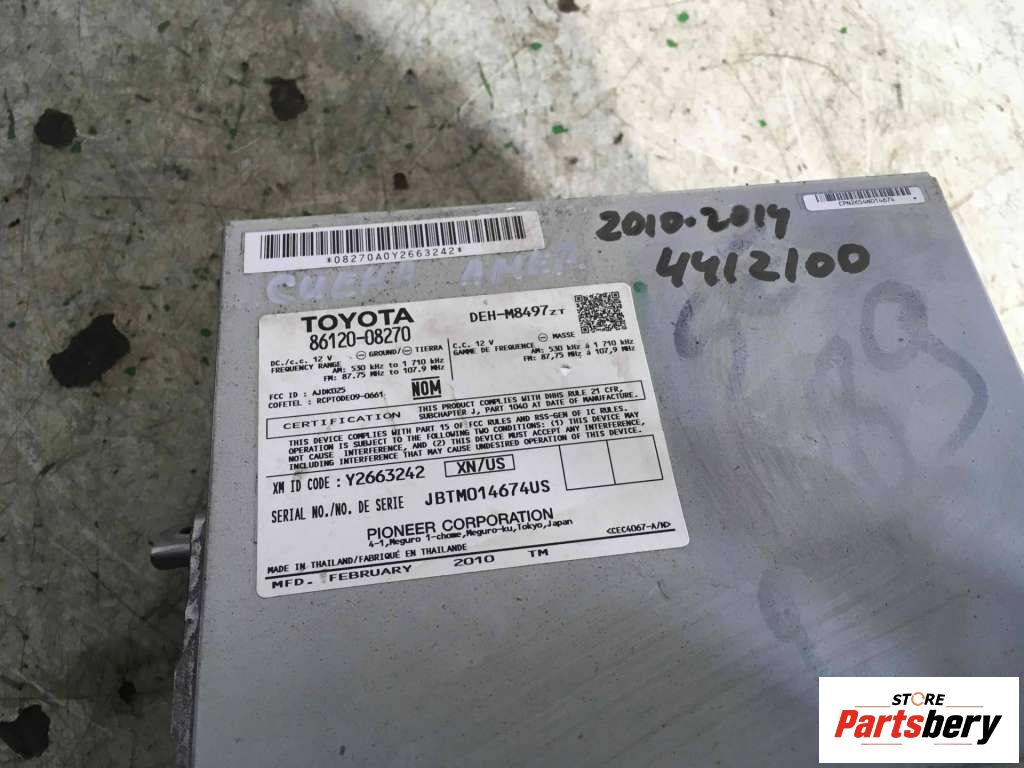 CPN2654N014674
*08270A0Y2663242*
2010-2014
4412100
TOYOTA
86120-08270
DEH-M8497ZT
DC./C.C. 12 V GROUND/ TIERRA
FREQUENCY RANGE AM: 530 kHz to 1 710 kHz
FM: 87.75 MHz to 107.9 MHz
C.C. 12 V MASSE
GAMME DE FREQUENCE AM: 530 kHz à 1 710 kHz
FM: 87,75 MHz à 107,9 MHz
FCC ID : AJDK025
COFETEL : RCPTODE09-0661
NOM
CERTIFICATION
THIS PRODUCT COMPLIES WITH DHHS RULE 21 CFR,
SUBCHAPTER J, PART 1040 AT DATE OF MANUFACTURE.
THIS DEVICE COMPLIES WITH PART 15 OF FCC RULES AND RSS-GEN OF IC RULES.
OPERATION IS SUBJECT TO THE FOLLOWING TWO CONDITIONS: (1) THIS DEVICE MAY
NOT CAUSE INTERFERENCE, AND (2) THIS DEVICE MUST ACCEPT ANY INTERFERENCE,
INCLUDING INTERFERENCE THAT MAY CAUSE UNDESIRED OPERATION OF THIS DEVICE.
XM ID CODE : Y2663242 XN/US
SERIAL NO./NO. DE SERIE JBTM014674US
PIONEER CORPORATION
4-1, Meguro 1-chome, Meguro-ku, Tokyo, Japan
MADE IN THAILAND/FABRIQUÉ EN THAILANDE
<CEC4067-A/N>
MFD- FEBRUARY 2010 TM
STORE
Partsbery